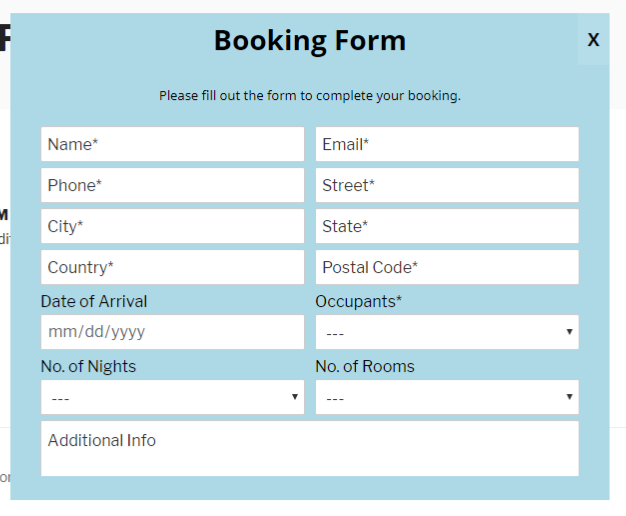 Booking Form
X
Please fill out the form to complete your booking.
Name*
Email*
Phone*
Street*
City*
State*
Country*
Postal Code*
Date of Arrival
Occupants*
mm/dd/yyyy
---
No. of Nights
No. of Rooms
---
---
Additional Info